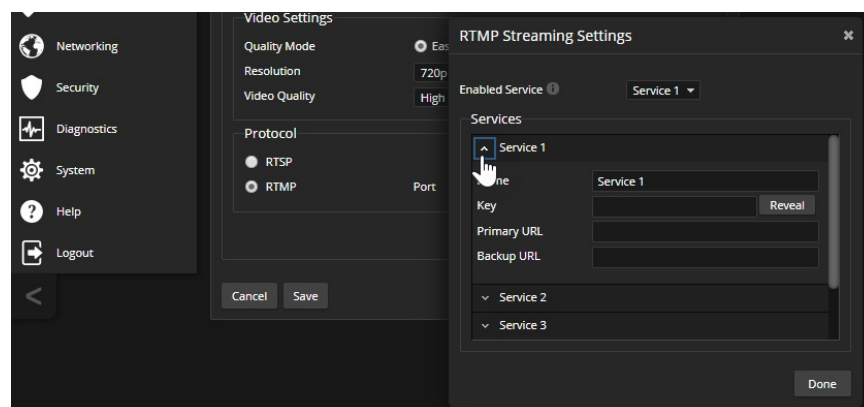 Networking
Security
Diagnostics
System
Help
Logout
Video Settings
Quality Mode
Resolution
720p
Video Quality
High
Protocol
RTSP
RTMP
Port
Cancel
Save
RTMP Streaming Settings
Enabled Service
Service 1
Services
Service 1
Service 1
Key
Reveal
Primary URL
Backup URL
Service 2
Service 3
Done